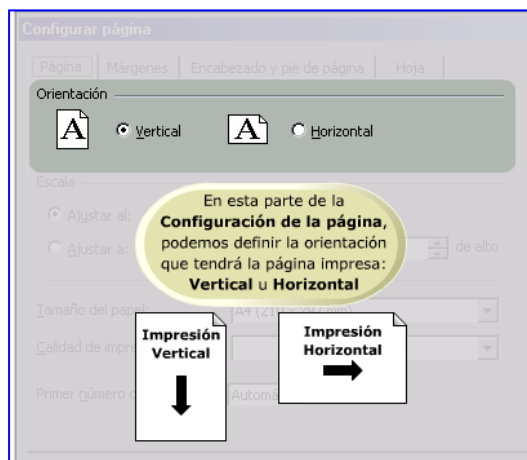 Configurar página
Página Márgenes Encabezado y pie de página Hoja
Orientación
A Vertical A Horizontal
Escala
Ajustar al:
Ajustar a: de alto
En esta parte de la
Configuración de la página,
podemos definir la orientación
que tendrá la página impresa:
Vertical u Horizontal
Tamaño del papel: A4 (210 x 297 mm)
Calidad de impre
Primer número d Automá
Impresión
Vertical
Impresión
Horizontal